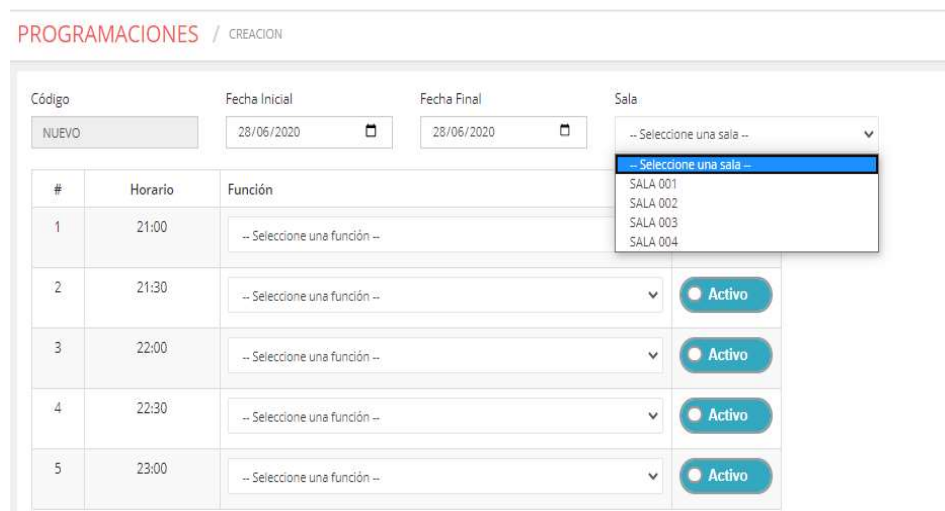 PROGRAMACIONES / CREACION
Código Fecha Inicial Fecha Final Sala
NUEVO 28/06/2020 28/06/2020 -- Seleccione una sala --
-- Seleccione una sala --
SALA 001
SALA 002
SALA 003
SALA 004
# Horario Función
1 21:00 -- Seleccione una función --
2 21:30 -- Seleccione una función -- Activo
3 22:00 -- Seleccione una función -- Activo
4 22:30 -- Seleccione una función -- Activo
5 23:00 -- Seleccione una función -- Activo